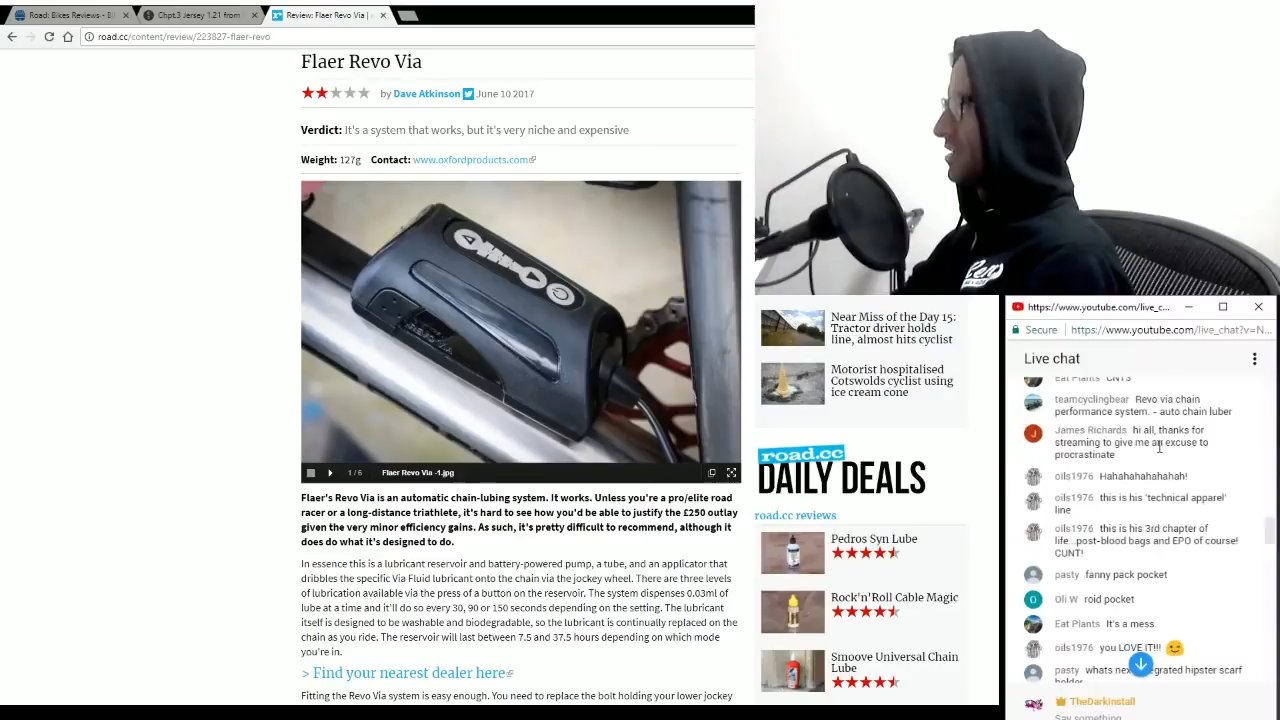 Road: Bikes Reviews - Bi
Chpt.3 Jersey 1.21 from
Review: Flaer Revo Via |
road.cc/content/review/223827-flaer-revo
Flaer Revo Via
by Dave Atkinson June 10 2017
Verdict: It's a system that works, but it's very niche and expensive
Weight: 127g Contact: www.oxfordproducts.com
1 / 6 Flaer Revo Via -1.jpg
Flaer's Revo Via is an automatic chain-lubing system. It works. Unless you're a pro/elite road
racer or a long-distance triathlete, it's hard to see how you'd be able to justify the £250 outlay
given the very minor efficiency gains. As such, it's pretty difficult to recommend, although it
does do what it's designed to do.
In essence this is a lubricant reservoir and battery-powered pump, a tube, and an applicator that
dribbles the specific Via Fluid lubricant onto the chain via the jockey wheel. There are three levels
of lubrication available via the press of a button on the reservoir. The system dispenses 0.03ml of
lube at a time and it'll do so every 30, 90 or 150 seconds depending on the setting. The lubricant
itself is designed to be washable and biodegradable, so the lubricant is continually replaced on the
chain as you ride. The reservoir will last between 7.5 and 37.5 hours depending on which mode
you're in.
> Find your nearest dealer here
Fitting the Revo Via system is easy enough. You need to replace the bolt holding your lower jockey
Near Miss of the Day 15:
Tractor driver holds
line, almost hits cyclist
Motorist hospitalised
Cotswolds cyclist using
ice cream cone
road.cc
DAILY DEALS
road.cc reviews
Pedros Syn Lube
Rock'n'Roll Cable Magic
Smoove Universal Chain
Lube
https://www.youtube.com/live_c...
Secure https://www.youtube.com/live_chat?v=N...
Live chat
Eat Plants CNTS
teamcyclingbear Revo via chain
performance system. - auto chain luber
James Richards hi all, thanks for
streaming to give me an excuse to
procrastinate
oils1976 Hahahahahahaha!
oils1976 this is his 'technical apparel'
line
oils1976 this is his 3rd chapter of
life...post-blood bags and EPO of course!
CUNT!
pasty fanny pack pocket
Oli W roid pocket
Eat Plants It's a mess.
oils1976 you LOVE IT!!!
pasty whats next grated hipster scarf
holder
TheDarkInstall
Say something